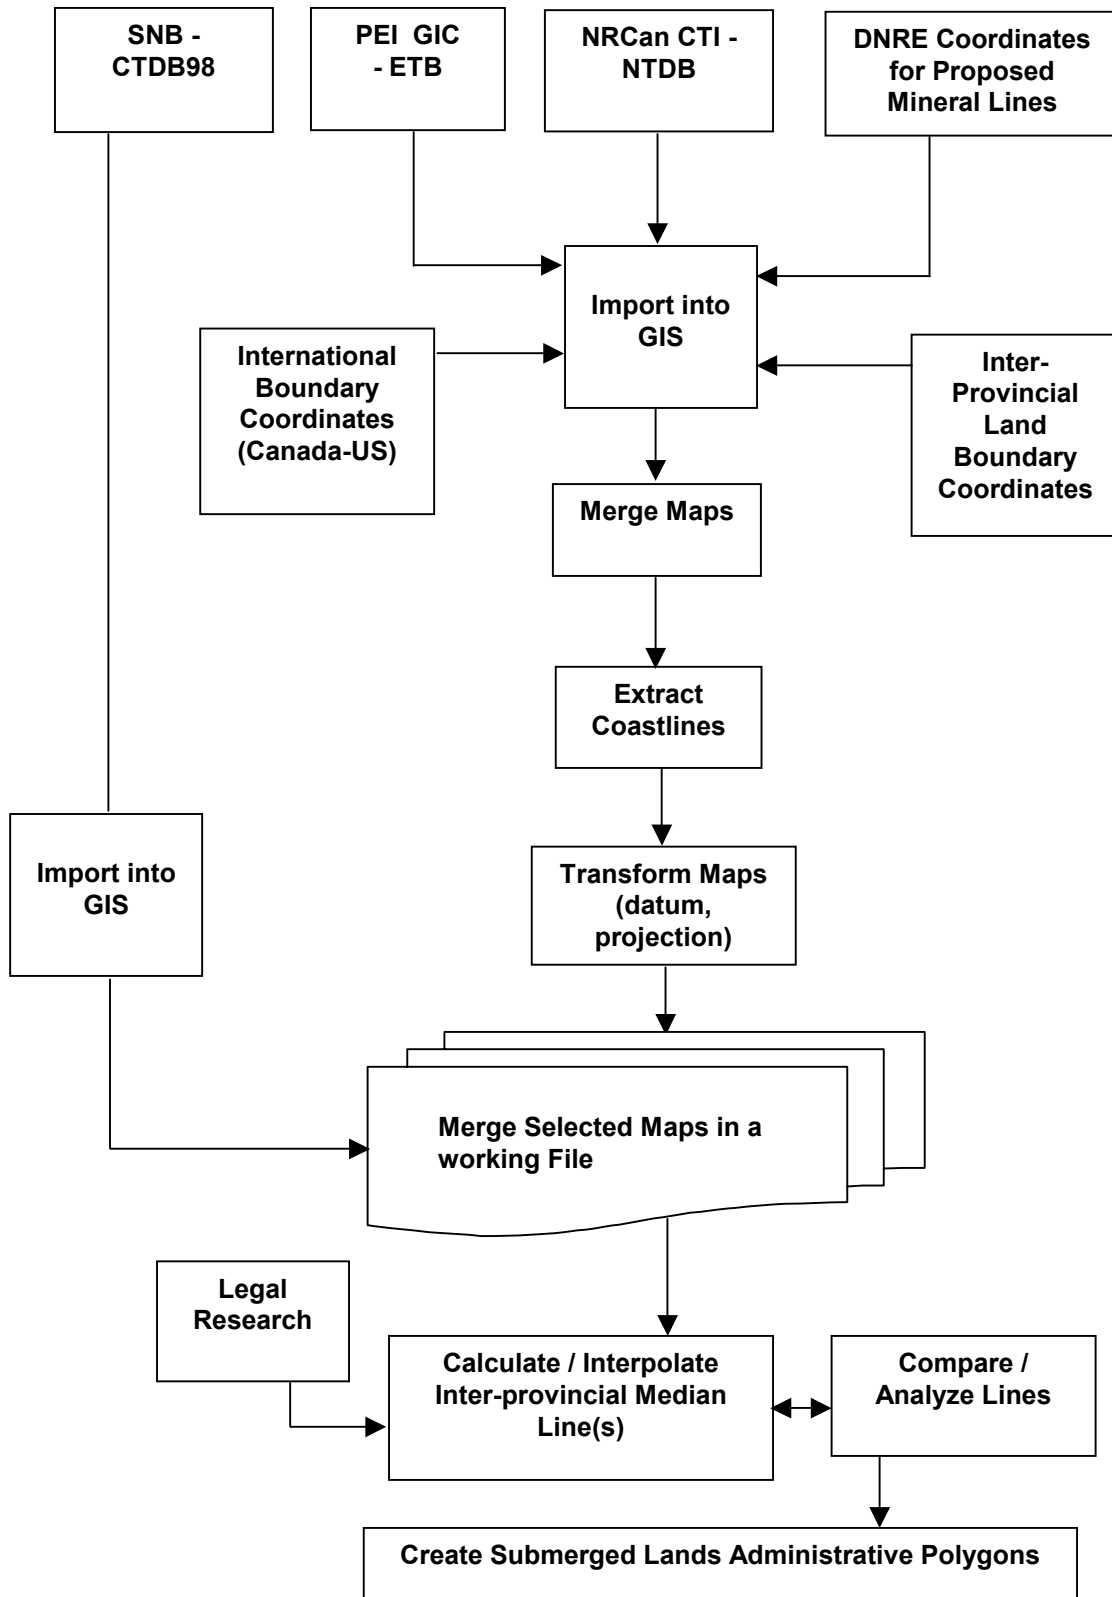 SNB -
CTDB98
PEI GIC
- ETB
NRCan CTI -
NTDB
DNRE Coordinates
for Proposed
Mineral Lines
Import into
GIS
International
Boundary
Coordinates
(Canada-US)
Inter-
Provincial
Land
Boundary
Coordinates
Merge Maps
Extract
Coastlines
Import into
GIS
Transform Maps
(datum,
projection)
Merge Selected Maps in a
working File
Legal
Research
Calculate / Interpolate
Inter-provincial Median
Line(s)
Compare /
Analyze Lines
Create Submerged Lands Administrative Polygons